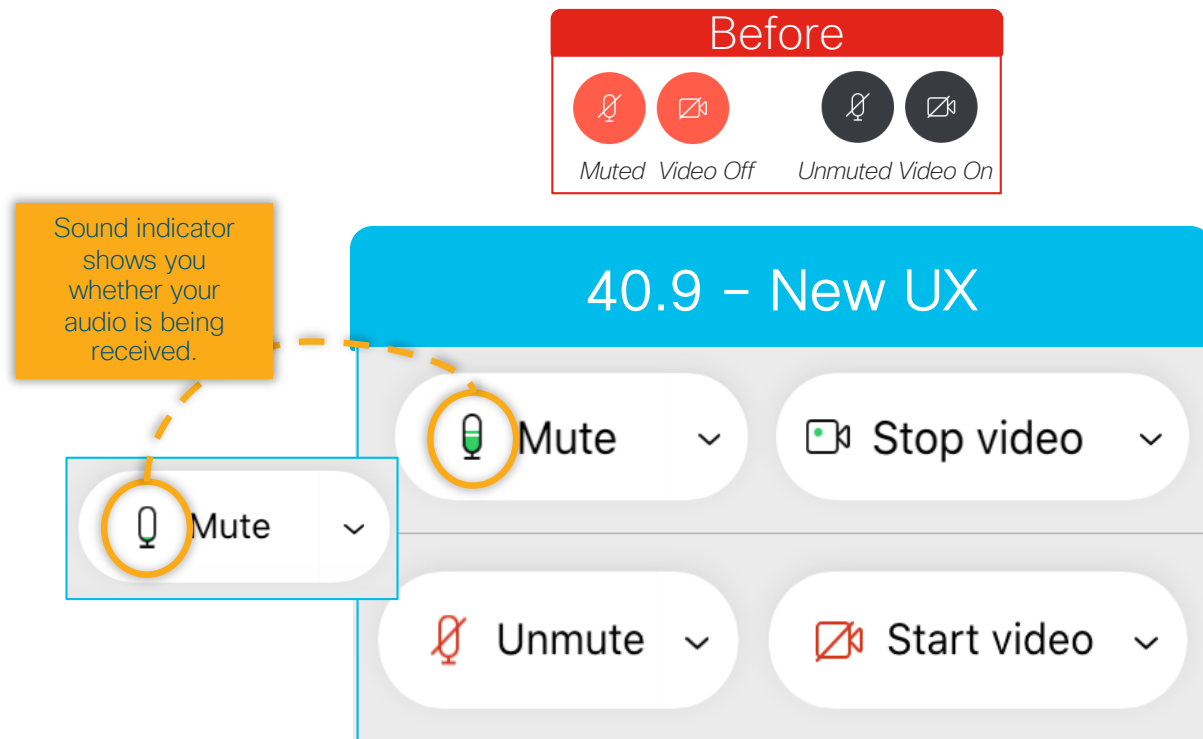 Before
Muted Video Off Unmuted Video On
Sound indicator
shows you
whether your
audio is being
received.
40.9 – New UX
Mute Stop video
Mute
Unmute Start video